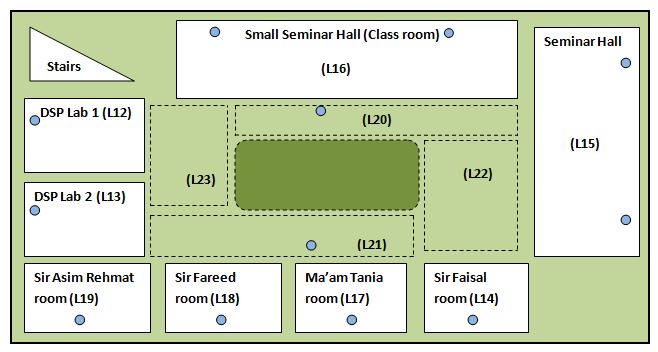 Small Seminar Hall (Class room)
(L16)
Stairs
Seminar Hall
(L15)
DSP Lab 1 (L12)
(L20)
(L23)
(L22)
DSP Lab 2 (L13)
(L21)
Sir Asim Rehmat
room (L19)
Sir Fareed
room (L18)
Ma'am Tania
room (L17)
Sir Faisal
room (L14)